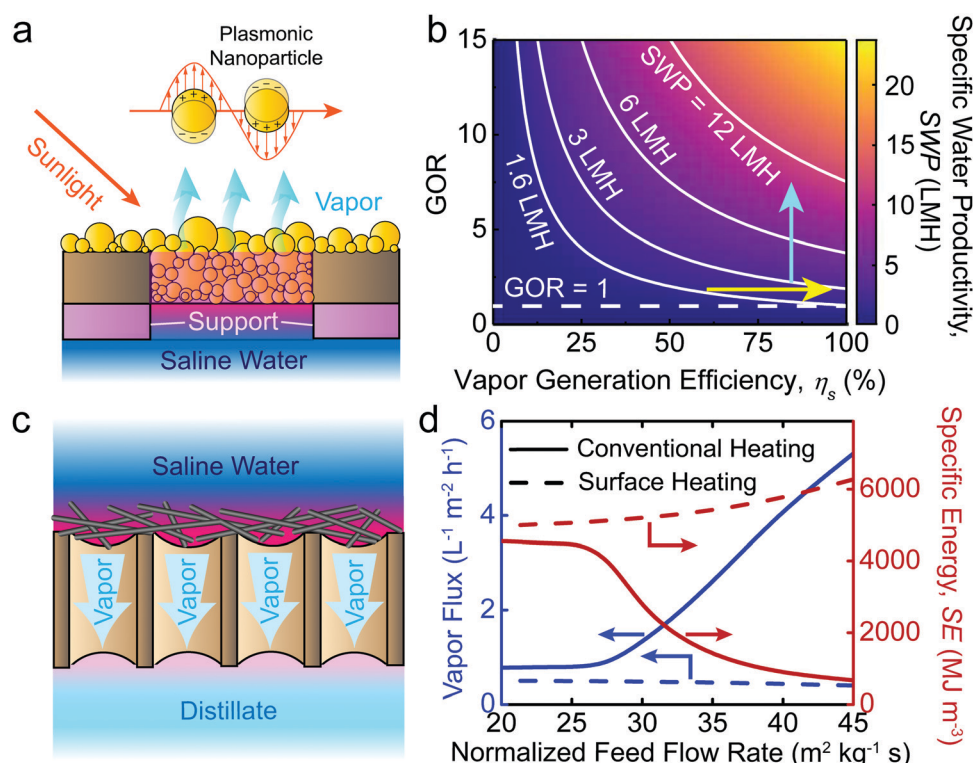 a
Plasmonic
Nanoparticle
Sunlight
Vapor
Support
Saline Water
b
GOR
15
10
5
0
SWP = 12 LMH
6 LMH
3 LMH
1.6 LMH
GOR = 1
0 25 50 75 100
Vapor Generation Efficiency, ηs (%)
20
10
0
Specific Water Productivity,
SWP (LMH)
c
Saline Water
Vapor
Vapor
Vapor
Vapor
Distillate
d
Vapor Flux (L-1 m-2 h-1)
6
4
2
0
Conventional Heating
Surface Heating
6000
4000
2000
0
Specific Energy, SE (MJ m-3)
20 25 30 35 40 45
Normalized Feed Flow Rate (m2 kg-1 s)